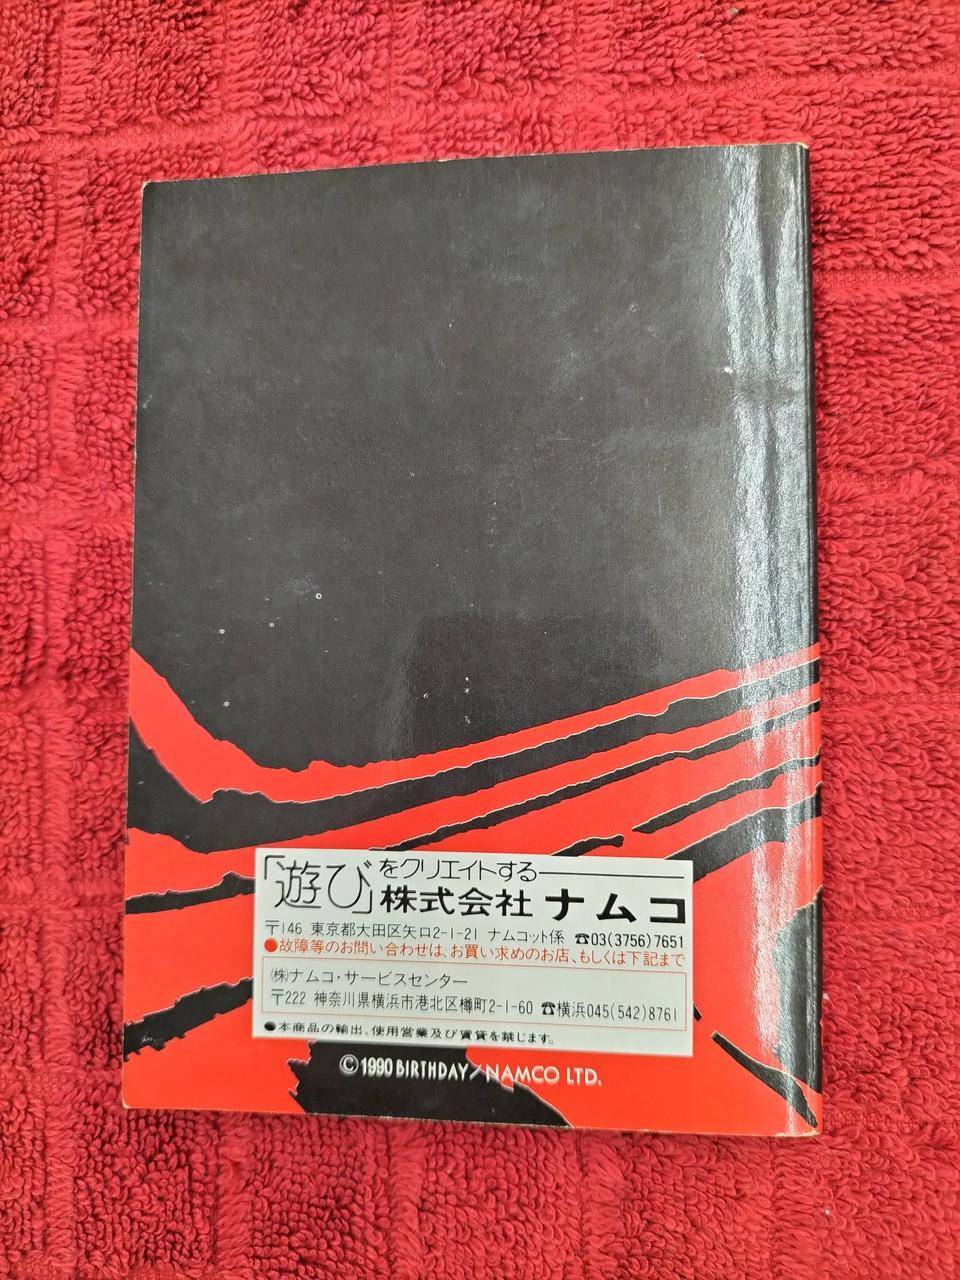 「遊び」をクリエイトする
株式会社 ナムコ
〒146 東京都大田区矢口2-1-21 ナムコット係 ☎03(3756)7651
●故障等のお問い合わせは、お買い求めのお店、もしくは下記まで
㈱ナムコ・サービスセンター
〒222 神奈川県横浜市港北区樽町2-1-60 ☎横浜045(542)8761
●本商品の輸出、使用営業及び賃貸を禁じます。
© 1990 BIRTHDAY/NAMCO LTD.